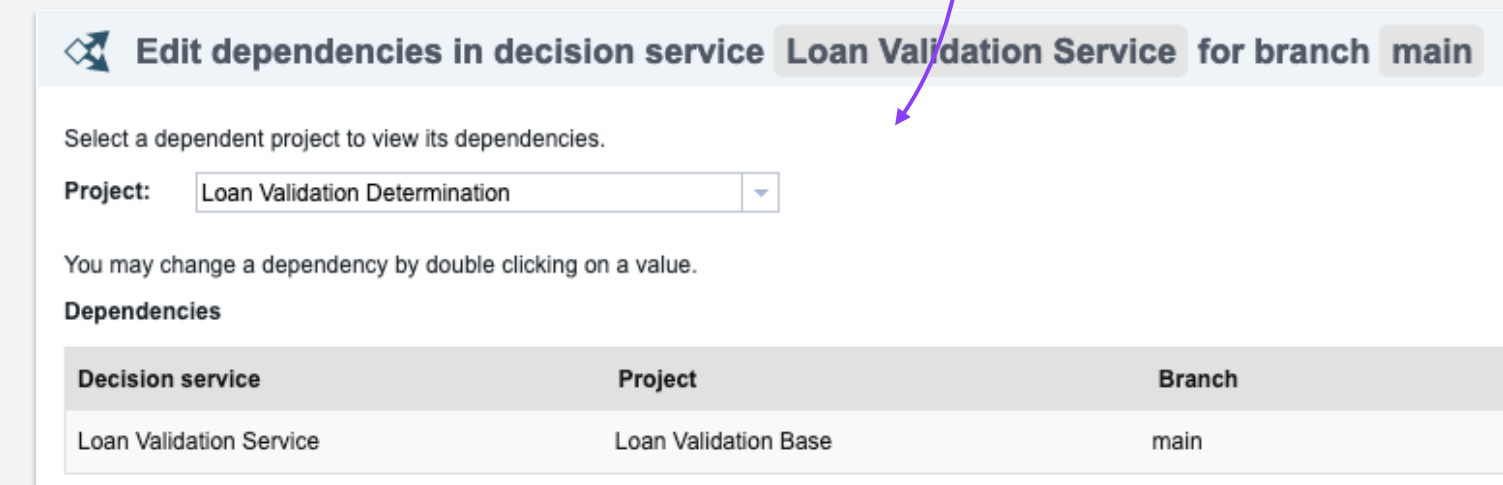 Edit dependencies in decision service Loan Validation Service for branch main
Select a dependent project to view its dependencies.
Project: Loan Validation Determination
You may change a dependency by double clicking on a value.
Dependencies
Decision service Project Branch
Loan Validation Service Loan Validation Base main